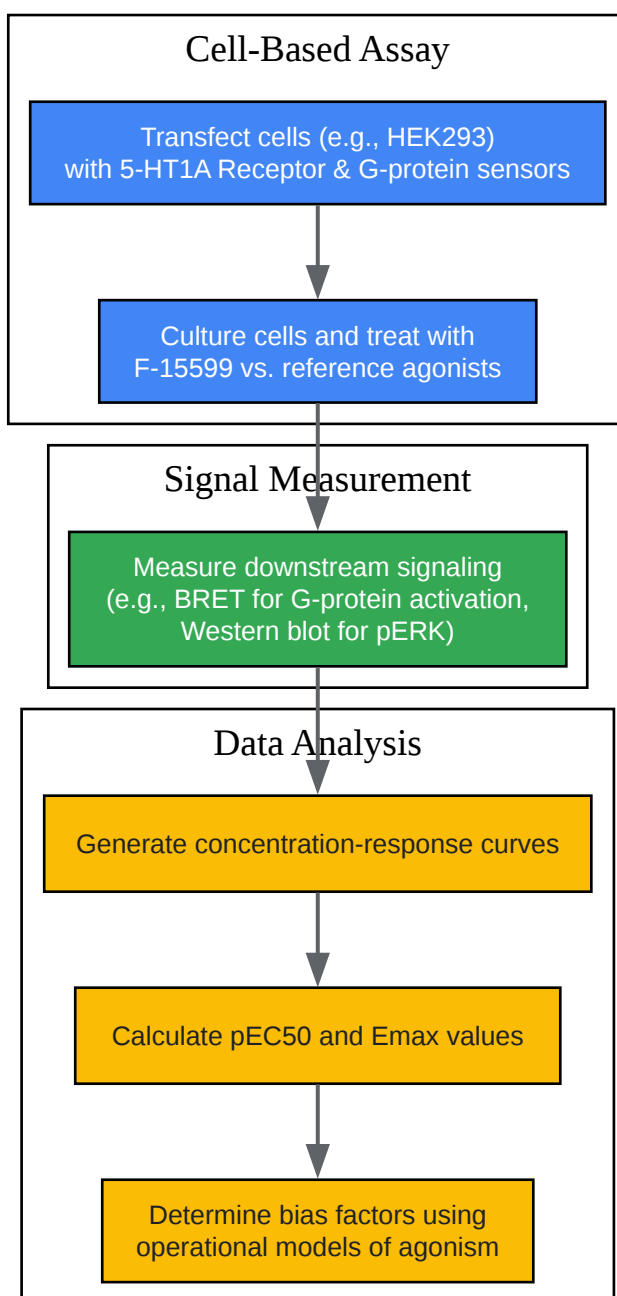 Cell-Based Assay
Transfect cells (e.g., HEK293)
with 5-HT1A Receptor & G-protein sensors
Culture cells and treat with
F-15599 vs. reference agonists
Signal Measurement
Measure downstream signaling
(e.g., BRET for G-protein activation,
Western blot for pERK)
Data Analysis
Generate concentration-response curves
Calculate pEC50 and Emax values
Determine bias factors using
operational models of agonism